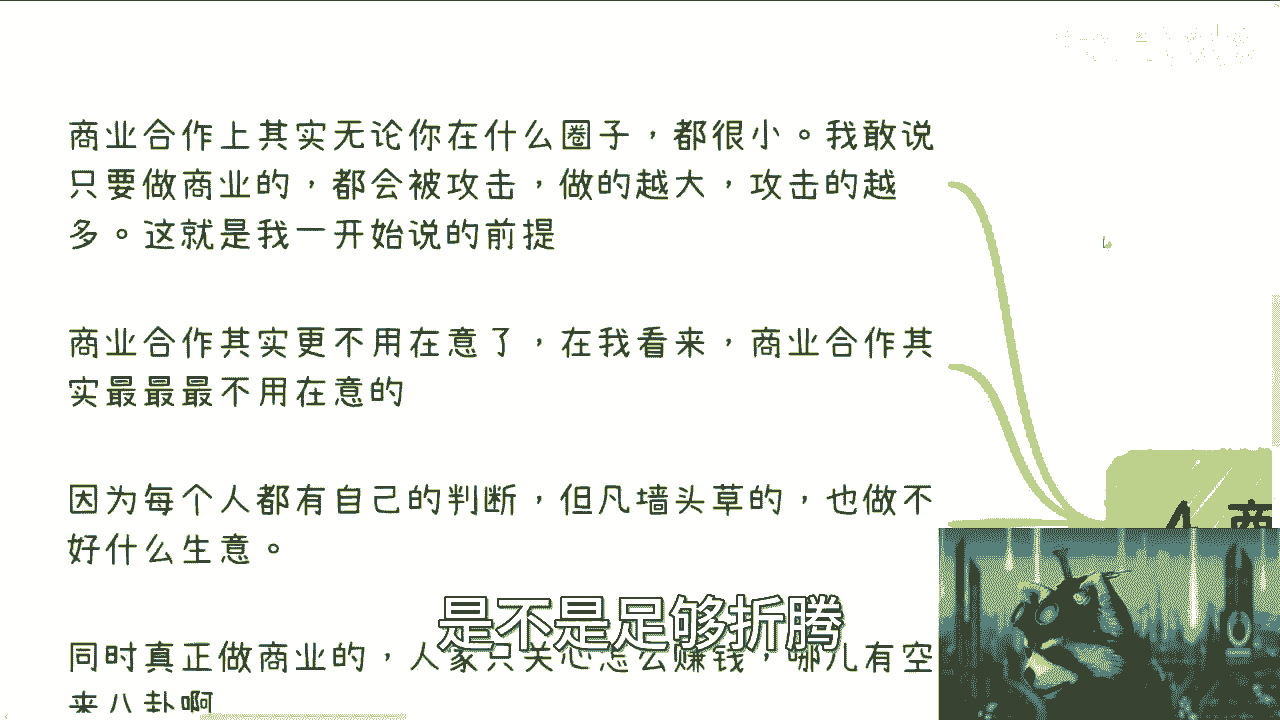 商业合作上其实无论你在什么圈子，都很小。我敢说
只要做商业的，都会被攻击，做的越大，攻击的越
多。这就是我一开始说的前提
商业合作其实更不用在意了，在我看来，商业合作其
实最最最不用在意的
因为每个人都有自己的判断，但凡墙头草的，也做不
好什么生意。
4 商
是不是足够折腾
同时真正做商业的，人家只关心怎么赚钱，哪儿有空
来八卦啊